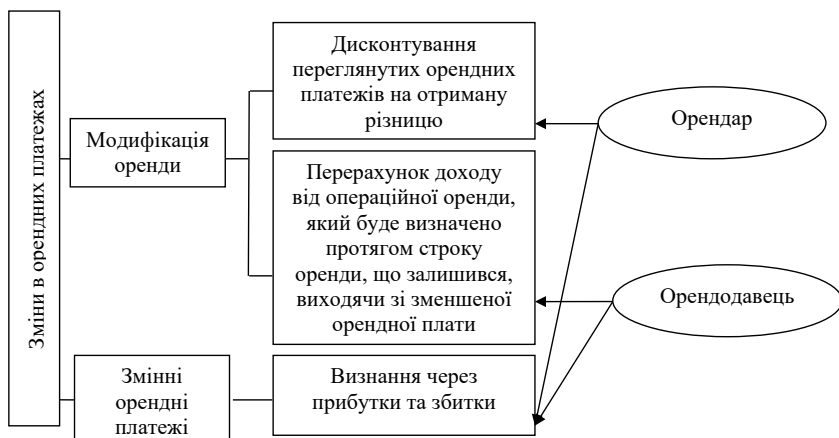 Зміни в орендних платежах
Модифікація
оренди
Дисконтування
переглянутих орендних
платежів на отриману
різницю
Перерахунок доходу
від операційної оренди,
який буде визначено
протягом строку
оренди, що залишився,
виходячи зі зменшеної
орендної плати
Орендар
Орендодавець
Змінні
орендні
платежі
Визнання через
прибутки та збитки